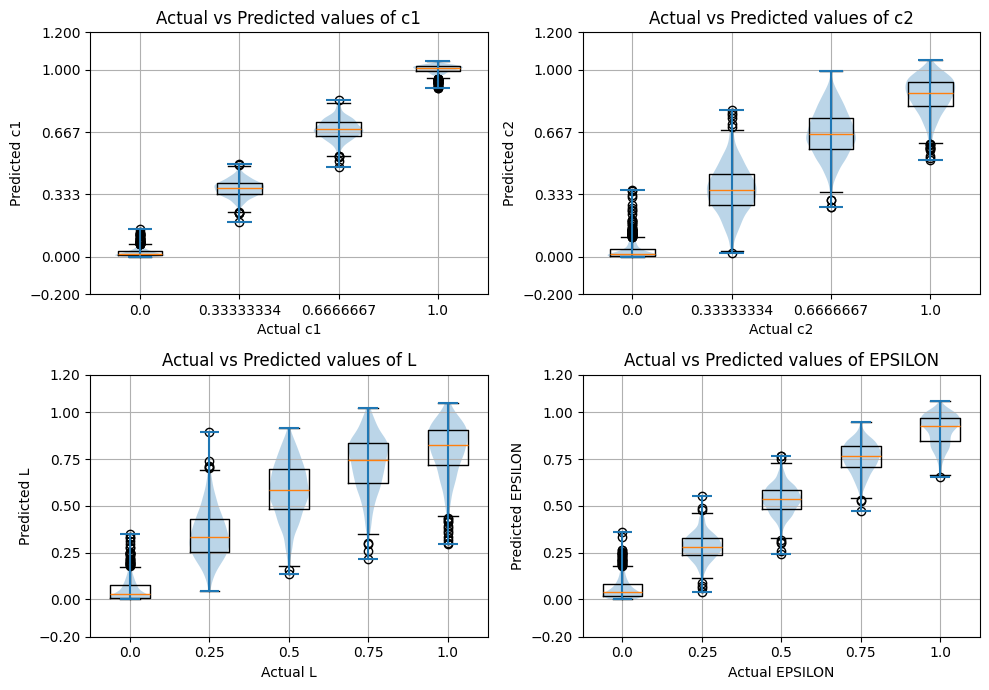 Actual vs Predicted values of c1
Predicted c1
1.200
1.000
0.667
0.333
0.000
−0.200
0.0 0.33333334 0.6666667 1.0
Actual c1
Actual vs Predicted values of c2
Predicted c2
1.200
1.000
0.667
0.333
0.000
−0.200
0.0 0.33333334 0.6666667 1.0
Actual c2
Actual vs Predicted values of L
Predicted L
1.20
1.00
0.75
0.50
0.25
0.00
−0.20
0.0 0.25 0.5 0.75 1.0
Actual L
Actual vs Predicted values of EPSILON
Predicted EPSILON
1.20
1.00
0.75
0.50
0.25
0.00
−0.20
0.0 0.25 0.5 0.75 1.0
Actual EPSILON